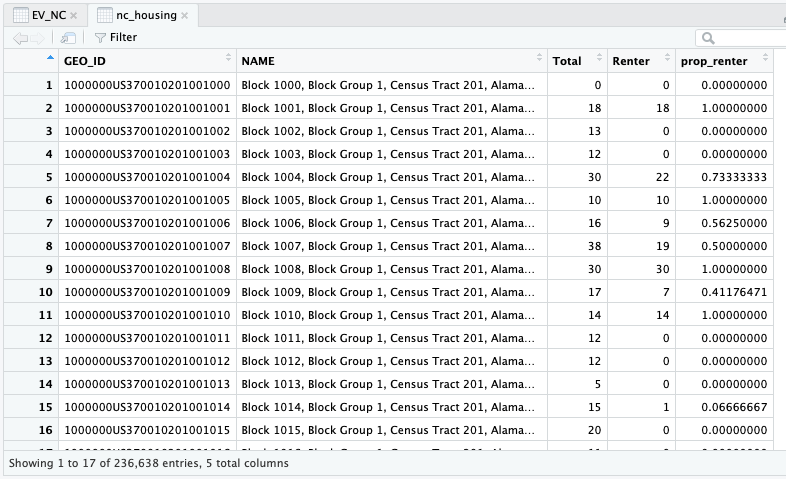 EV_NC nc_housing
Filter
GEO_ID NAME Total Renter prop_renter
1 1000000US370010201001000 Block 1000, Block Group 1, Census Tract 201, Alama... 0 0 0.00000000
2 1000000US370010201001001 Block 1001, Block Group 1, Census Tract 201, Alama... 18 18 1.00000000
3 1000000US370010201001002 Block 1002, Block Group 1, Census Tract 201, Alama... 13 0 0.00000000
4 1000000US370010201001003 Block 1003, Block Group 1, Census Tract 201, Alama... 12 0 0.00000000
5 1000000US370010201001004 Block 1004, Block Group 1, Census Tract 201, Alama... 30 22 0.73333333
6 1000000US370010201001005 Block 1005, Block Group 1, Census Tract 201, Alama... 10 10 1.00000000
7 1000000US370010201001006 Block 1006, Block Group 1, Census Tract 201, Alama... 16 9 0.56250000
8 1000000US370010201001007 Block 1007, Block Group 1, Census Tract 201, Alama... 38 19 0.50000000
9 1000000US370010201001008 Block 1008, Block Group 1, Census Tract 201, Alama... 30 30 1.00000000
10 1000000US370010201001009 Block 1009, Block Group 1, Census Tract 201, Alama... 17 7 0.41176471
11 1000000US370010201001010 Block 1010, Block Group 1, Census Tract 201, Alama... 14 14 1.00000000
12 1000000US370010201001011 Block 1011, Block Group 1, Census Tract 201, Alama... 12 0 0.00000000
13 1000000US370010201001012 Block 1012, Block Group 1, Census Tract 201, Alama... 12 0 0.00000000
14 1000000US370010201001013 Block 1013, Block Group 1, Census Tract 201, Alama... 5 0 0.00000000
15 1000000US370010201001014 Block 1014, Block Group 1, Census Tract 201, Alama... 15 1 0.06666667
16 1000000US370010201001015 Block 1015, Block Group 1, Census Tract 201, Alama... 20 0 0.00000000
Showing 1 to 17 of 236,638 entries, 5 total columns